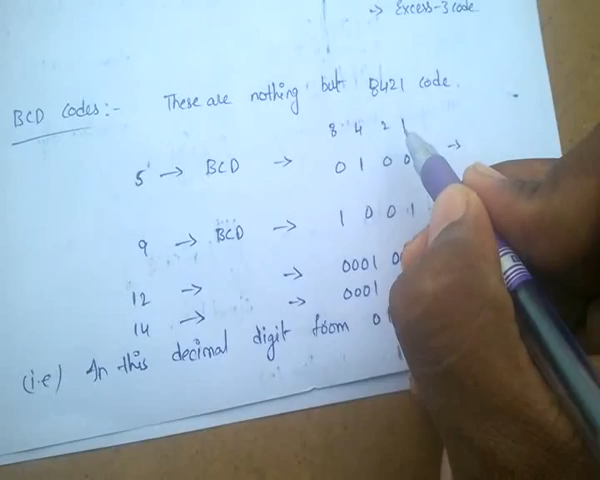 → Excess-3 code
BCD codes:- These are nothing but 8421 code.
8 4 2 1
5 → BCD → 0 1 0 0 →
9 → BCD → 1 0 0 1
12 → → 0001 0
14 → → 0001
(i.e) In this decimal digit from 0